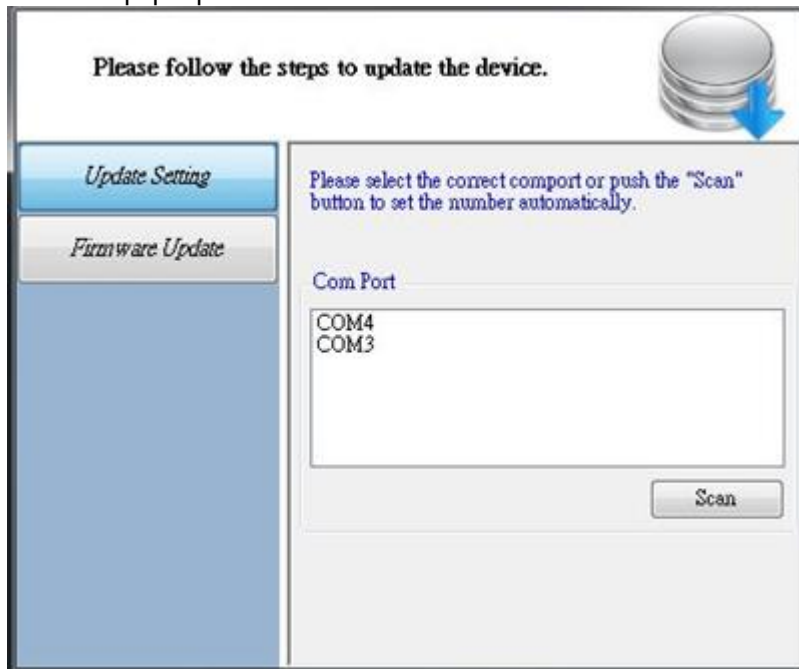 Please follow the steps to update the device.
Update Setting
Firmware Update
Please select the correct comport or push the "Scan"
button to set the number automatically.
Com Port
COM4
COM3
Scan